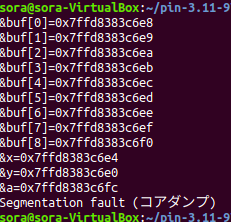 sora@sora-VirtualBox:~/pin-3.11-9
&buf[0]=0x7ffd8383c6e8
&buf[1]=0x7ffd8383c6e9
&buf[2]=0x7ffd8383c6ea
&buf[3]=0x7ffd8383c6eb
&buf[4]=0x7ffd8383c6ec
&buf[5]=0x7ffd8383c6ed
&buf[6]=0x7ffd8383c6ee
&buf[7]=0x7ffd8383c6ef
&buf[8]=0x7ffd8383c6f0
&x=0x7ffd8383c6e4
&y=0x7ffd8383c6e0
&a=0x7ffd8383c6fc
Segmentation fault (コアダンプ)
sora@sora-VirtualBox:~/pin-3.11-9